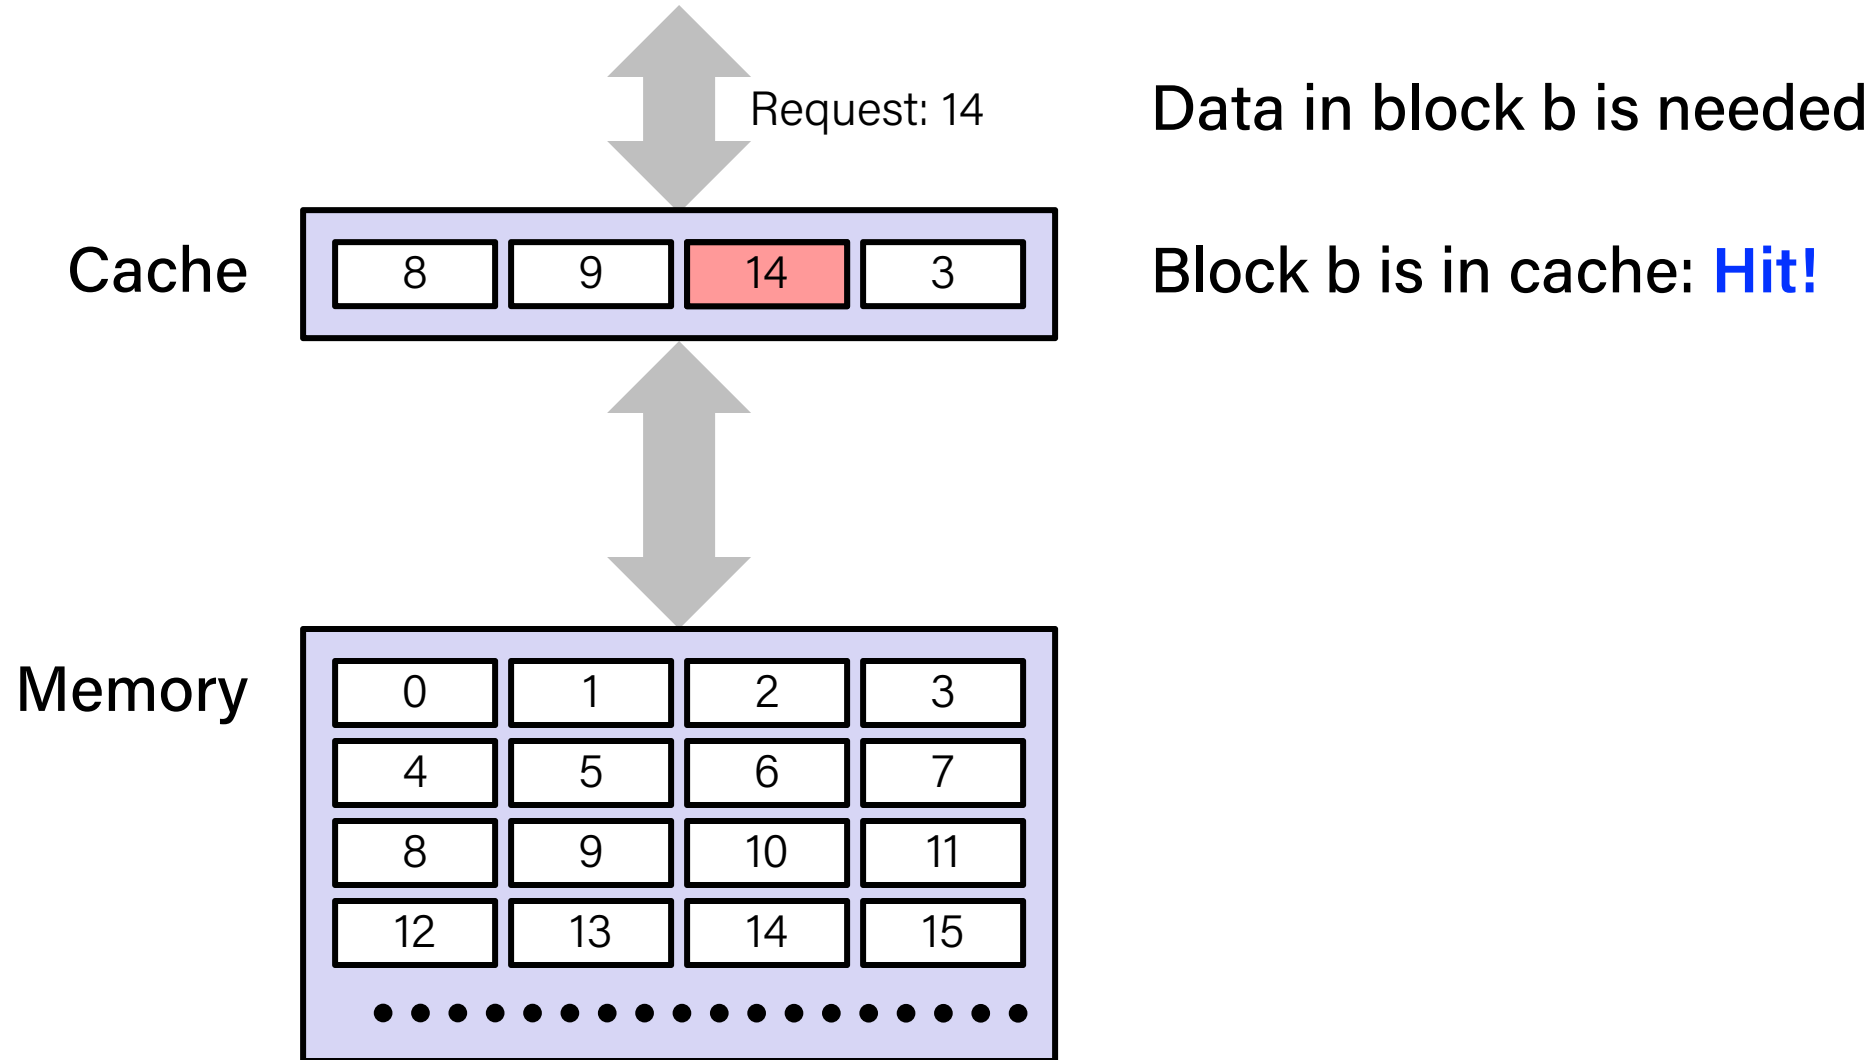 Request: 14
Data in block b is needed
Cache
8 9 14 3
Block b is in cache: Hit!
Memory
0 1 2 3
4 5 6 7
8 9 10 11
12 13 14 15